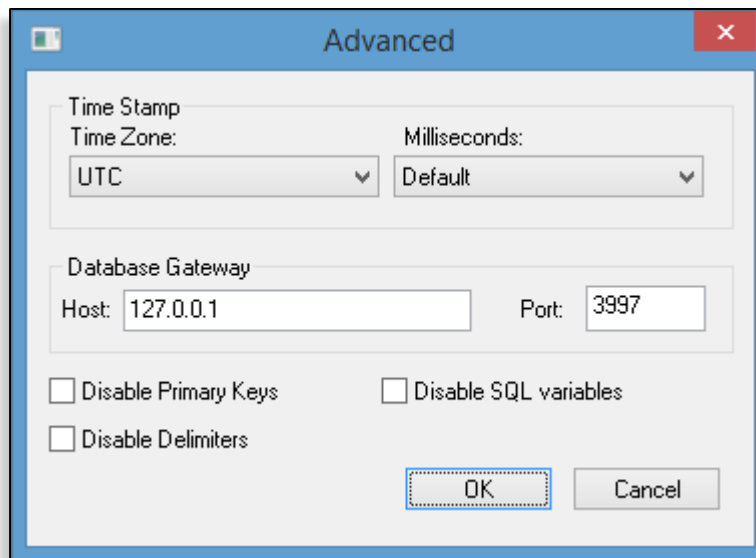 Advanced
Time Stamp
Time Zone: Milliseconds:
UTC Default
Database Gateway
Host: 127.0.0.1 Port: 3997
Disable Primary Keys Disable SQL variables
Disable Delimiters
OK Cancel